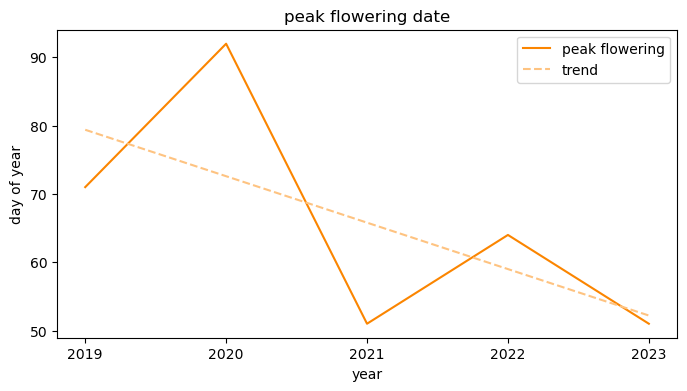 peak flowering date
peak flowering
trend
day of year
90
80
70
60
50
2019 2020 2021 2022 2023
year